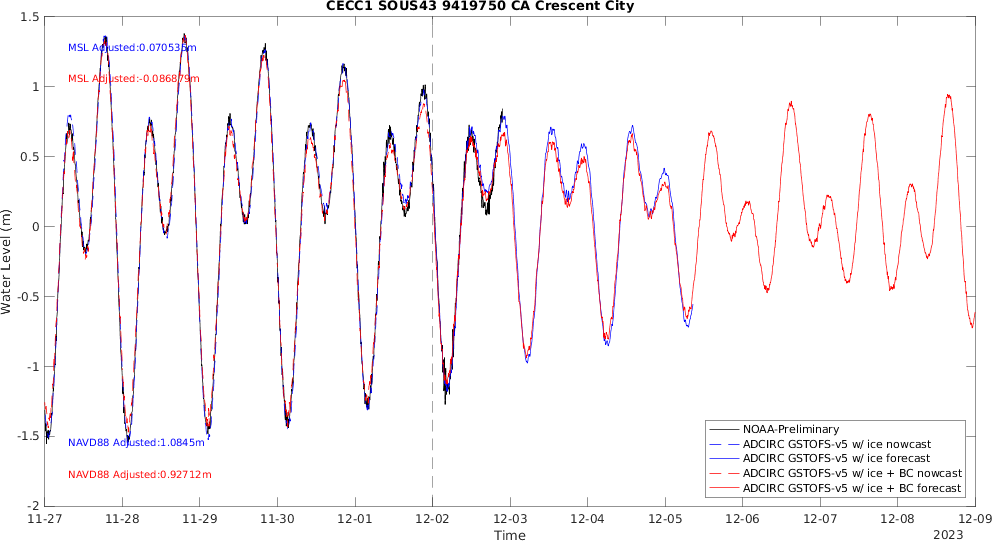 CECC1 SOUS43 9419750 CA Crescent City
1.5
1
0.5
0
-0.5
-1
-1.5
-2
Water Level (m)
MSL Adjusted:0.070535m
MSL Adjusted:-0.086879m
NAVD88 Adjusted:1.0845m
NAVD88 Adjusted:0.92712m
NOAA-Preliminary
ADCIRC GSTOFS-v5 w/ ice nowcast
ADCIRC GSTOFS-v5 w/ ice forecast
ADCIRC GSTOFS-v5 w/ ice + BC nowcast
ADCIRC GSTOFS-v5 w/ ice + BC forecast
11-27 11-28 11-29 11-30 12-01 12-02 12-03 12-04 12-05 12-06 12-07 12-08 12-09
Time
2023